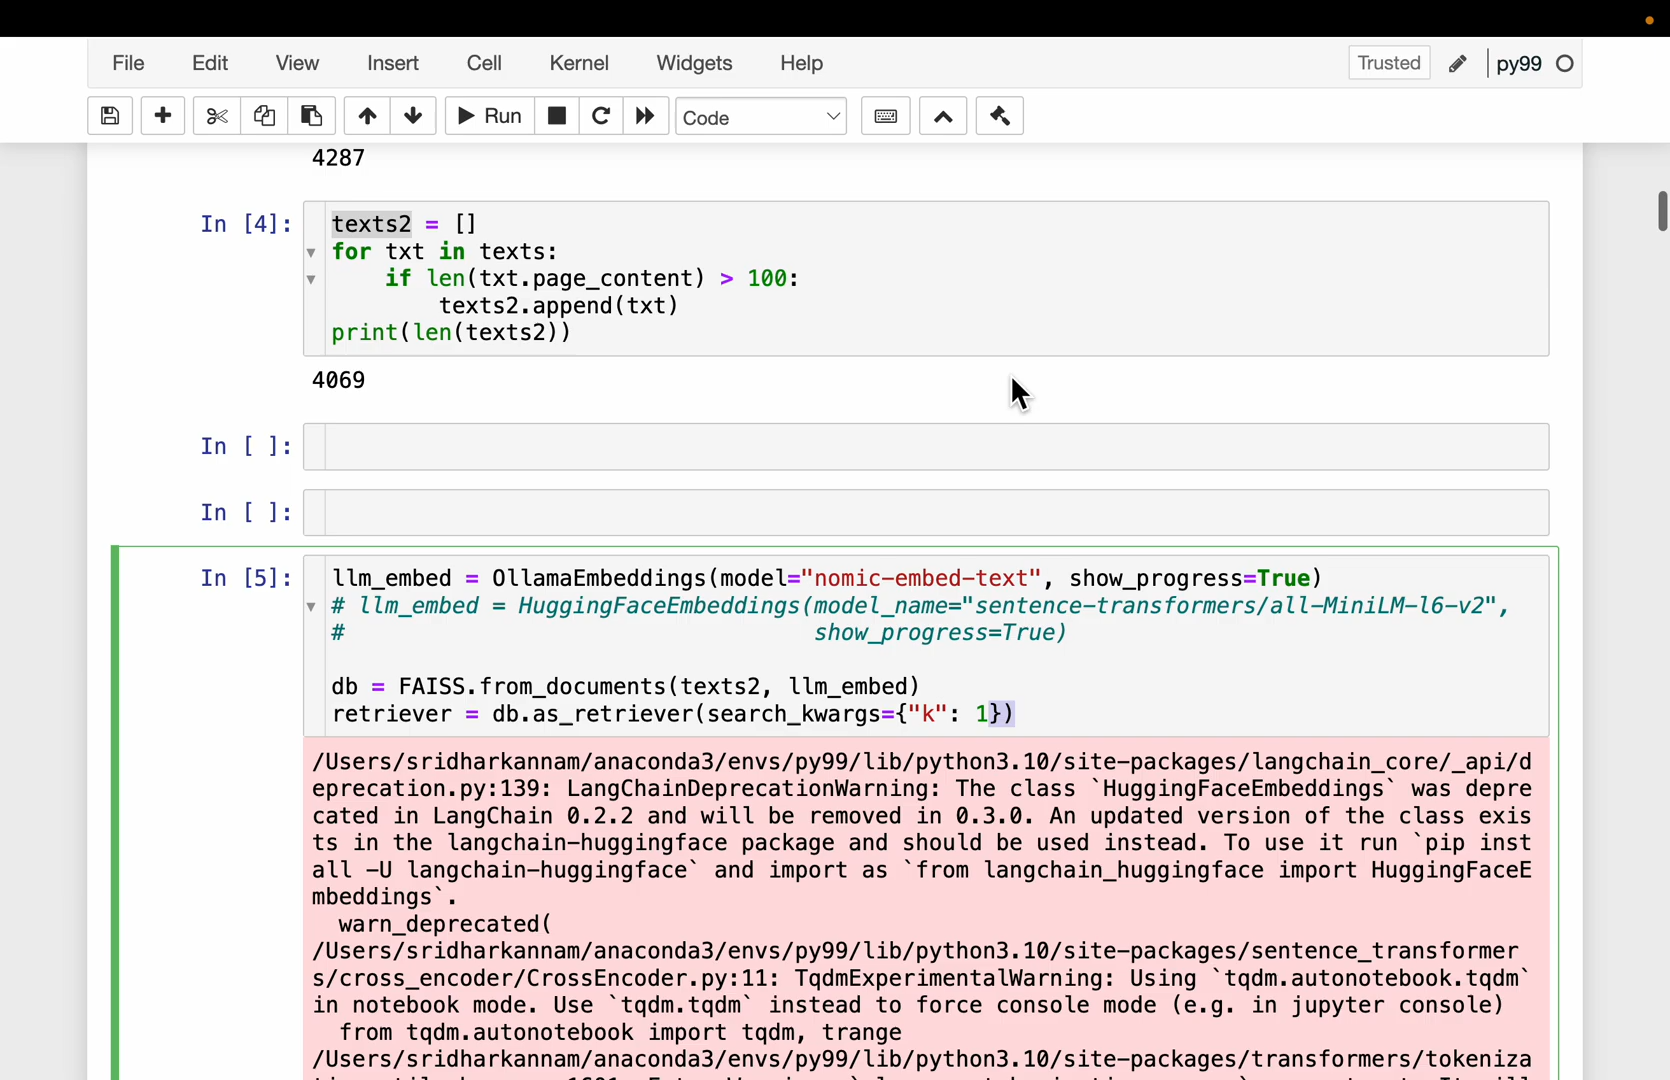 File Edit View Insert Cell Kernel Widgets Help Trusted py99
Run Code
4287
In [4]:
texts2 = []
for txt in texts:
    if len(txt.page_content) > 100:
        texts2.append(txt)
print(len(texts2))
4069
In [ ]:
In [ ]:
In [5]:
llm_embed = OllamaEmbeddings(model="nomic-embed-text", show_progress=True)
# llm_embed = HuggingFaceEmbeddings(model_name="sentence-transformers/all-MiniLM-l6-v2",
#                                   show_progress=True)
db = FAISS.from_documents(texts2, llm_embed)
retriever = db.as_retriever(search_kwargs={"k": 1})
/Users/sridharkannam/anaconda3/envs/py99/lib/python3.10/site-packages/langchain_core/_api/d
eprecation.py:139: LangChainDeprecationWarning: The class `HuggingFaceEmbeddings` was depre
cated in LangChain 0.2.2 and will be removed in 0.3.0. An updated version of the class exis
ts in the langchain-huggingface package and should be used instead. To use it run `pip inst
all -U langchain-huggingface` and import as `from langchain_huggingface import HuggingFaceE
mbeddings`.
  warn_deprecated(
/Users/sridharkannam/anaconda3/envs/py99/lib/python3.10/site-packages/sentence_transformer
s/cross_encoder/CrossEncoder.py:11: TqdmExperimentalWarning: Using `tqdm.autonotebook.tqdm`
in notebook mode. Use `tqdm.tqdm` instead to force console mode (e.g. in jupyter console)
  from tqdm.autonotebook import tqdm, trange
/Users/sridharkannam/anaconda3/envs/py99/lib/python3.10/site-packages/transformers/tokeniza